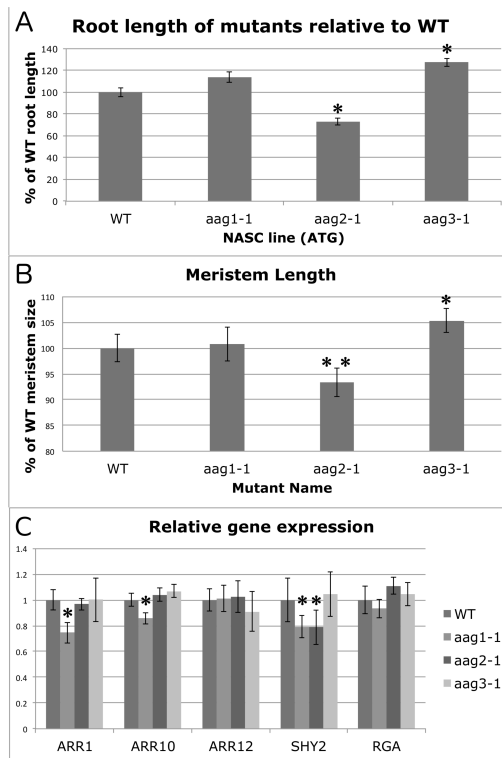 A
Root length of mutants relative to WT
% of WT root length
140
120
100
80
60
40
20
0
*
*
WT aag1-1 aag2-1 aag3-1
NASC line (ATG)
B
Meristem Length
% of WT meristem size
110
105
100
95
90
85
80
* *
*
WT aag1-1 aag2-1 aag3-1
Mutant Name
C
Relative gene expression
1.4
1.2
1
0.8
0.6
0.4
0.2
0
* * * *
WT
aag1-1
aag2-1
aag3-1
ARR1 ARR10 ARR12 SHY2 RGA